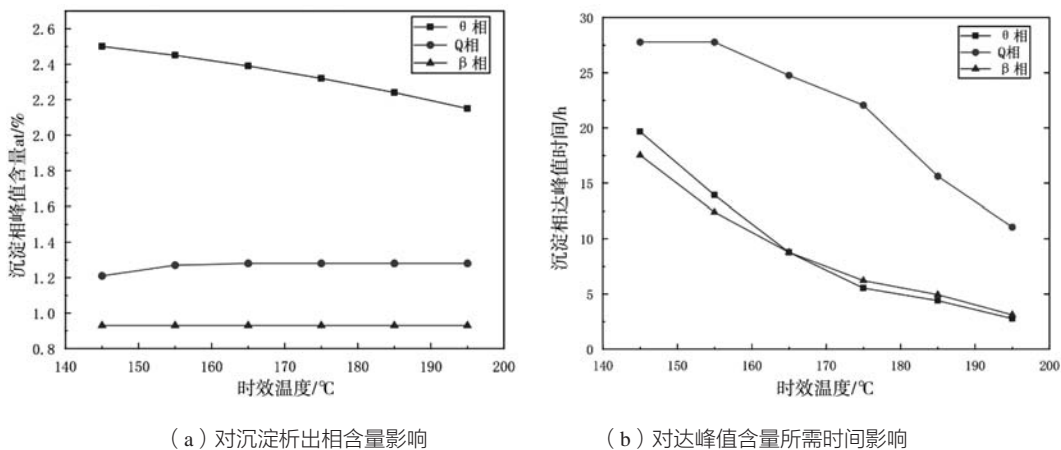 沉淀相峰值含量at/%
2.6
2.4
2.2
2.0
1.8
1.6
1.4
1.2
1.0
0.8
θ相
Q相
β相
140 150 160 170 180 190 200
时效温度/℃
(a)对沉淀析出相含量影响
沉淀相达峰值时间/h
30
25
20
15
10
5
0
θ相
Q相
β相
140 150 160 170 180 190 200
时效温度/℃
(b)对达峰值含量所需时间影响